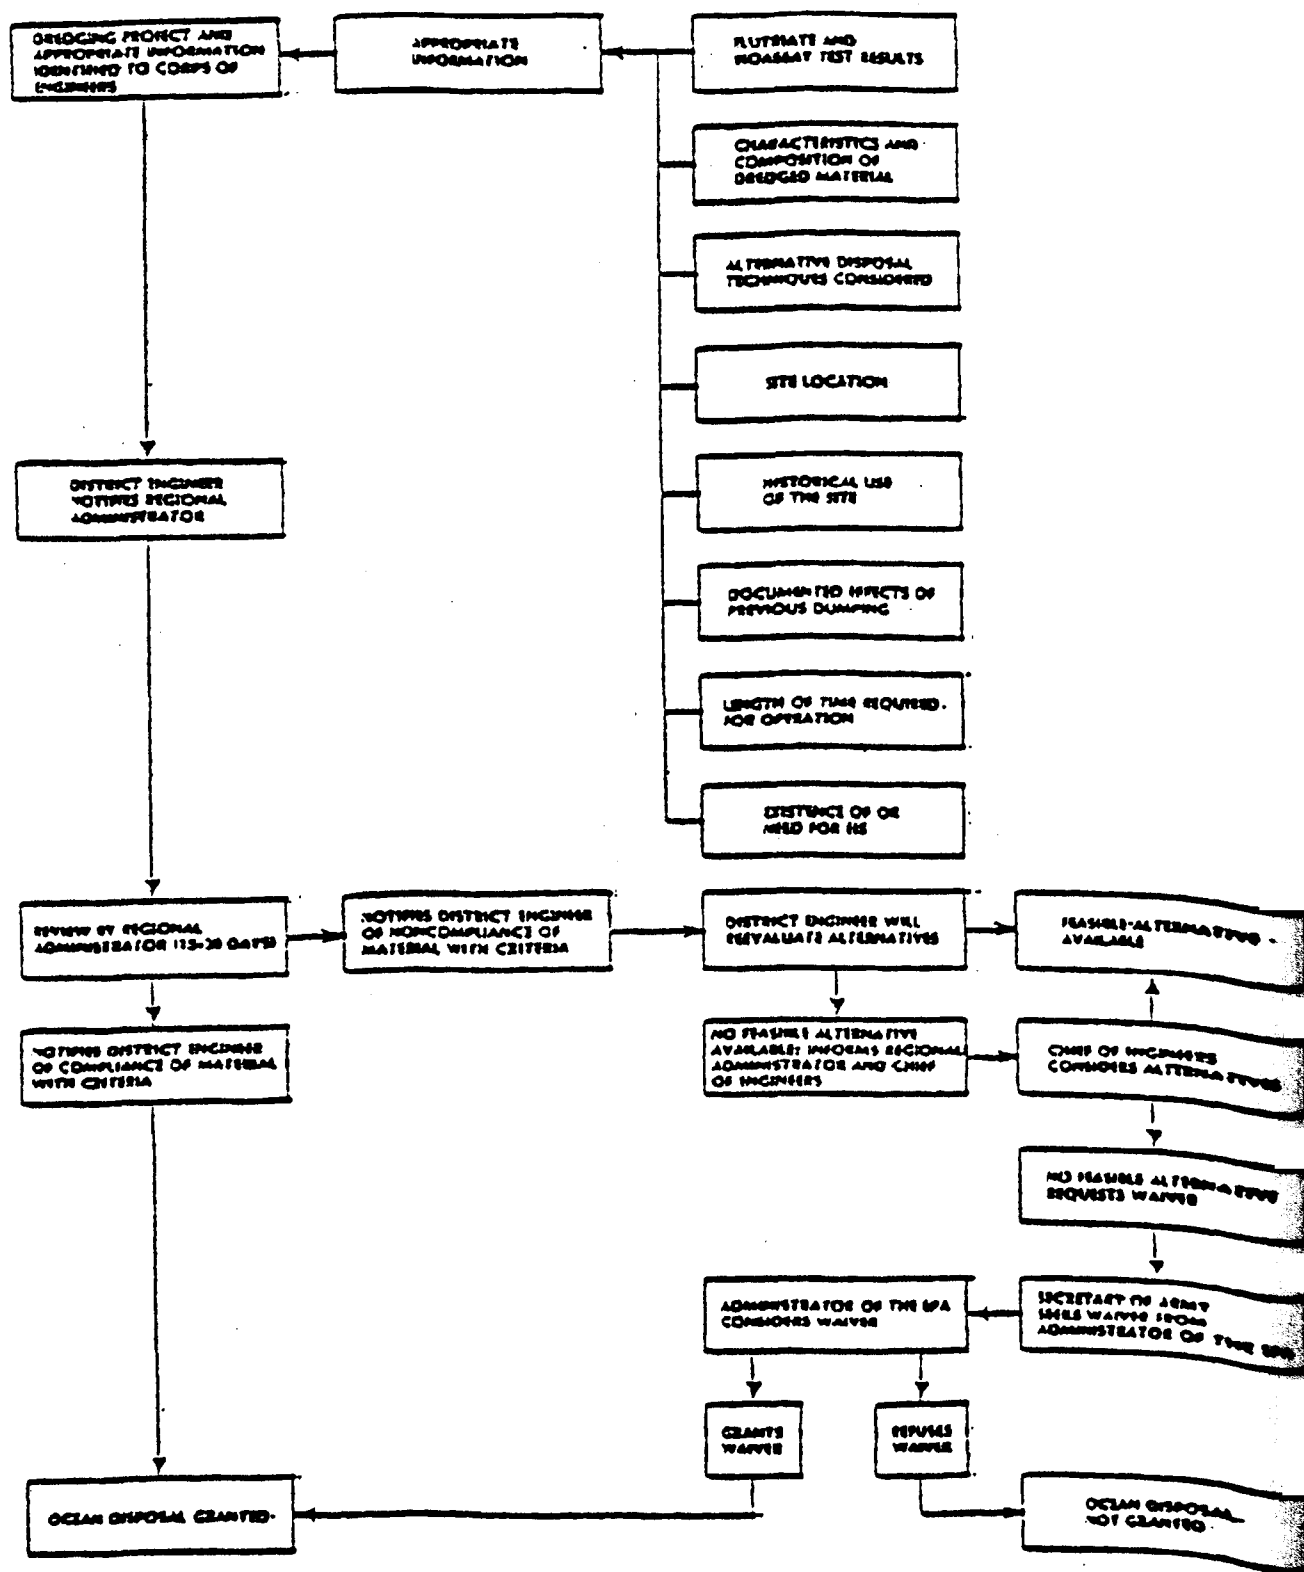 DREDGING PROJECT AND
APPROPRIATE INFORMATION
IDENTIFIED TO CORPS OF
ENGINEERS
APPROPRIATE
INFORMATION
ELUTRIATE AND
BIOASSAY TEST RESULTS
CHARACTERISTICS AND
COMPOSITION OF
DREDGED MATERIAL
ALTERNATIVE DISPOSAL
TECHNIQUES CONSIDERED
SITE LOCATION
HISTORICAL USE
OF THE SITE
DOCUMENTED EFFECTS OF
PREVIOUS DUMPING
LENGTH OF TIME REQUIRED
FOR OPERATION
EXISTENCE OF OR
NEED FOR EIS
DISTRICT ENGINEER
NOTIFIES REGIONAL
ADMINISTRATOR
REVIEW BY REGIONAL
ADMINISTRATOR (15-30 DAYS)
NOTIFIES DISTRICT ENGINEER
OF NONCOMPLIANCE OF
MATERIAL WITH CRITERIA
DISTRICT ENGINEER WILL
REEVALUATE ALTERNATIVES
FEASIBLE ALTERNATIVE
AVAILABLE
NOTIFIES DISTRICT ENGINEER
OF COMPLIANCE OF MATERIAL
WITH CRITERIA
NO FEASIBLE ALTERNATIVE
AVAILABLE; INFORMS REGIONAL
ADMINISTRATOR AND CHIEF
OF ENGINEERS
CHIEF OF ENGINEERS
CONSIDERS ALTERNATIVES
NO FEASIBLE ALTERNATIVE
REQUESTS WAIVER
SECRETARY OF ARMY
SEEKS WAIVER FROM
ADMINISTRATOR OF THE EPA
ADMINISTRATOR OF THE EPA
CONSIDERS WAIVER
GRANTS
WAIVER
REFUSES
WAIVER
OCEAN DISPOSAL GRANTED
OCEAN DISPOSAL
NOT GRANTED